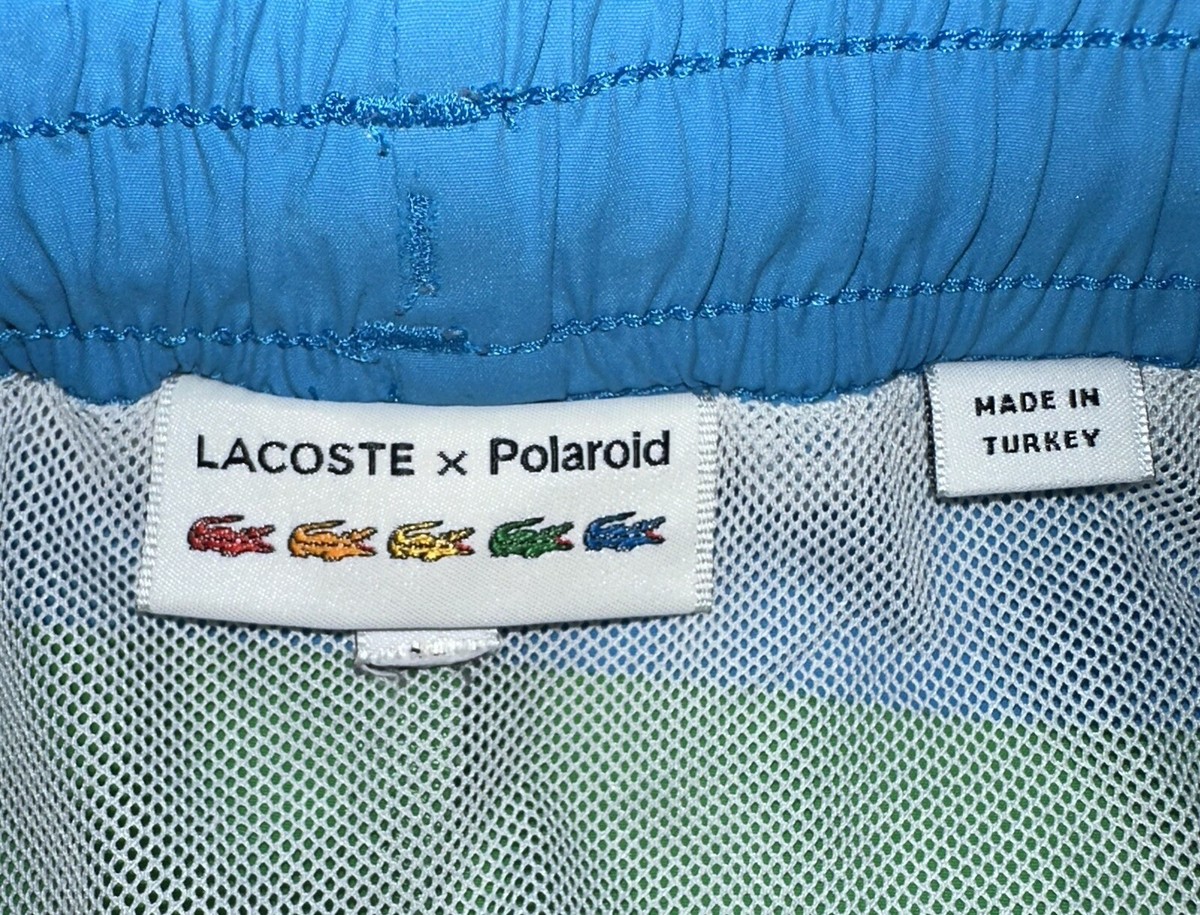 LACOSTE x Polaroid
MADE IN
TURKEY